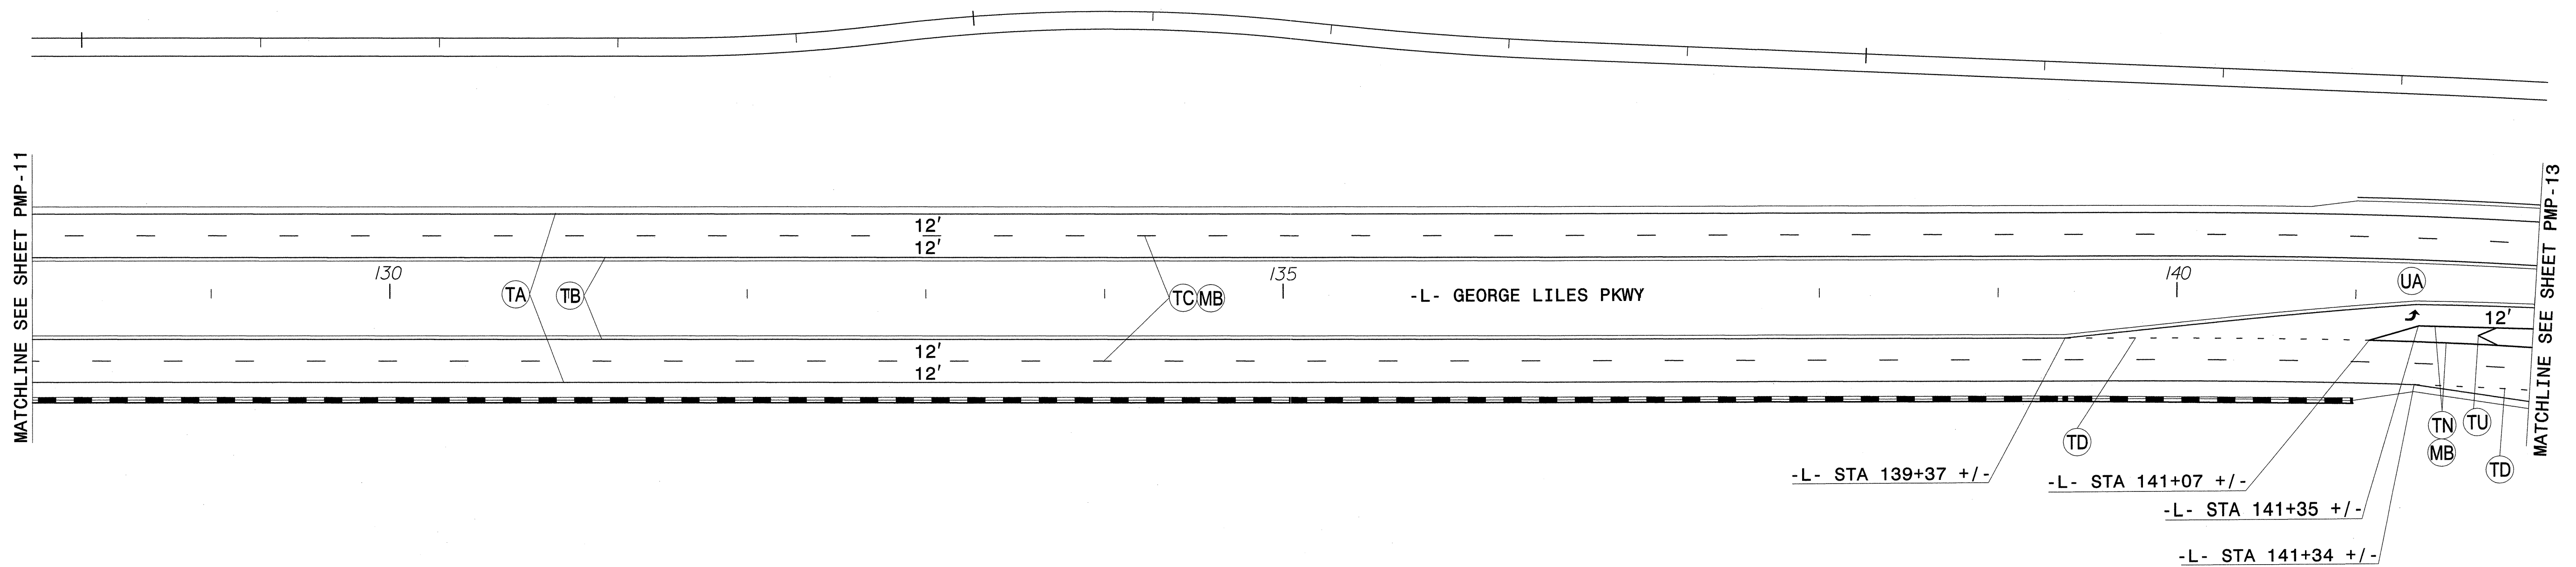 MATCHLINE SEE SHEET PMP-11
MATCHLINE SEE SHEET PMP-13
12'
12'
130
135
140
TA
TB
TC MB
-L- GEORGE LILES PKWY
UA
12'
12'
12'
TD
TN
MB
TU
TD
-L- STA 139+37 +/-
-L- STA 141+07 +/-
-L- STA 141+35 +/-
-L- STA 141+34 +/-